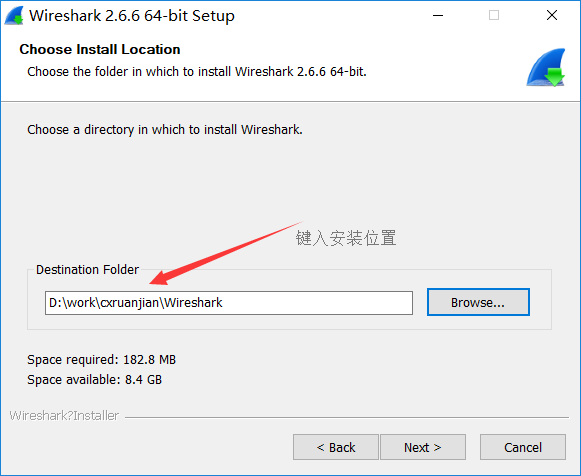 Wireshark 2.6.6 64-bit Setup
Choose Install Location
Choose the folder in which to install Wireshark 2.6.6 64-bit.
Choose a directory in which to install Wireshark.
键入安装位置
Destination Folder
D:\work\cxruanjian\Wireshark
Browse...
Space required: 182.8 MB
Space available: 8.4 GB
Wireshark?Installer
< Back
Next >
Cancel